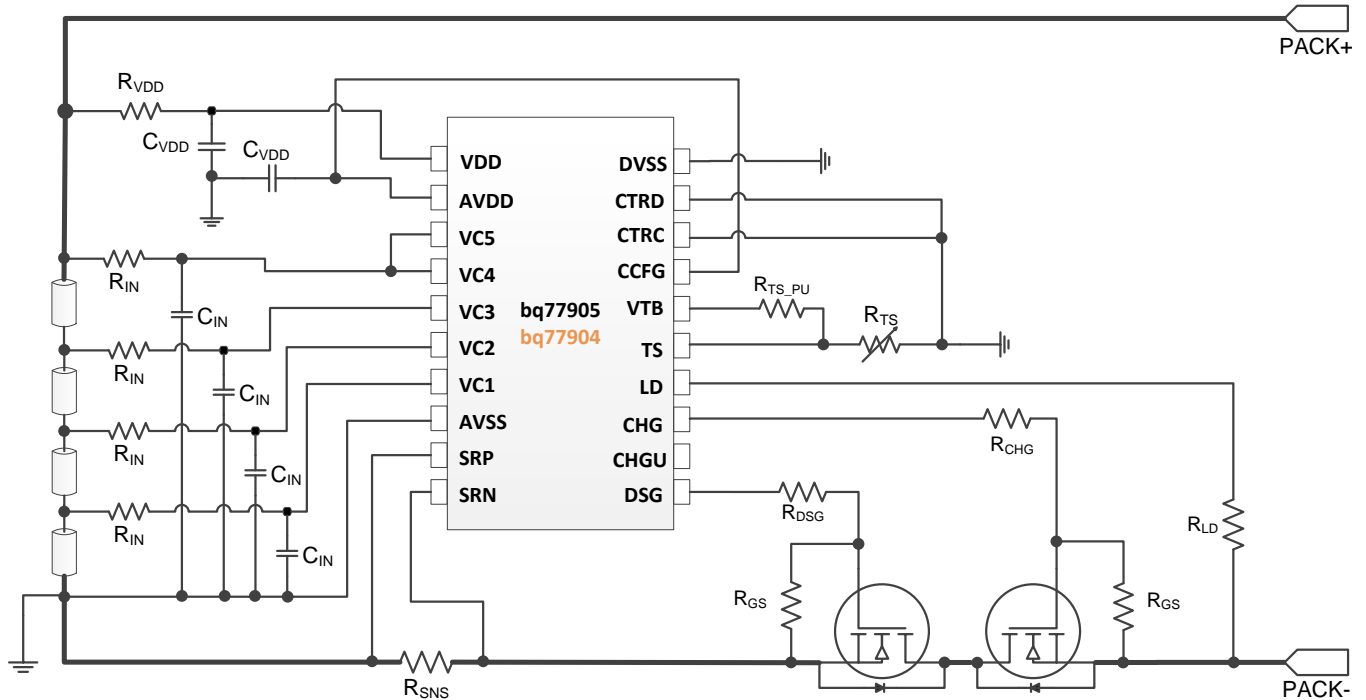 PACK+
RVDD
CVDD
CVDD
VDD
AVDD
VC5
VC4
VC3
VC2
VC1
AVSS
SRP
SRN
bq77905
bq77904
DVSS
CTRD
CTRC
CCFG
VTB
TS
LD
CHG
CHGU
DSG
RIN
RIN
RIN
RIN
CIN
CIN
CIN
CIN
RTS_PU
RTS
RCHG
RDSG
RLD
RGS
RGS
RSNS
PACK-